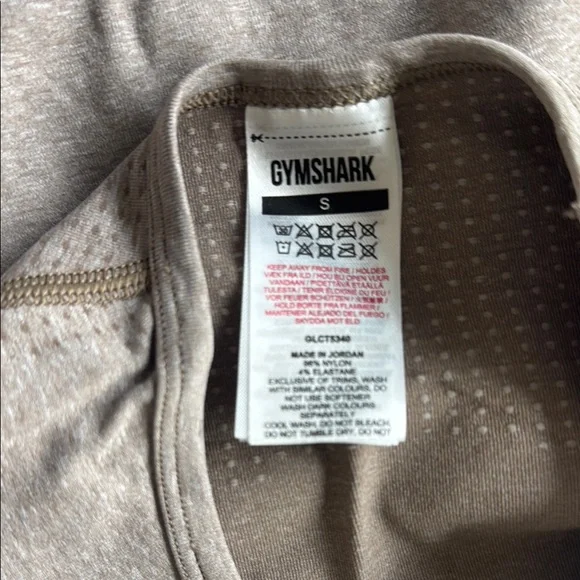 GYMSHARK
S
KEEP AWAY FROM FIRE / HOLDES
VÆK FRA ILD / HOU BIJ OPEN VUUR
VANDAAN / PIDETTÄVÄ ETÄÄLLÄ
TULESTA / TENIR ÉLOIGNÉ DU FEU /
VOR FEUER SCHÜTZEN /
HOLD BORTE FRA FLAMMER /
MANTENER ALEJADO DEL FUEGO /
SKYDDA MOT ELD
GLCT5340
MADE IN JORDAN
96% NYLON
4% ELASTANE
EXCLUSIVE OF TRIMS, WASH
WITH SIMILAR COLOURS, DO
NOT USE SOFTENER
WASH DARK COLOURS
SEPARATELY
COOL WASH, DO NOT BLEACH,
DO NOT TUMBLE DRY, DO NOT